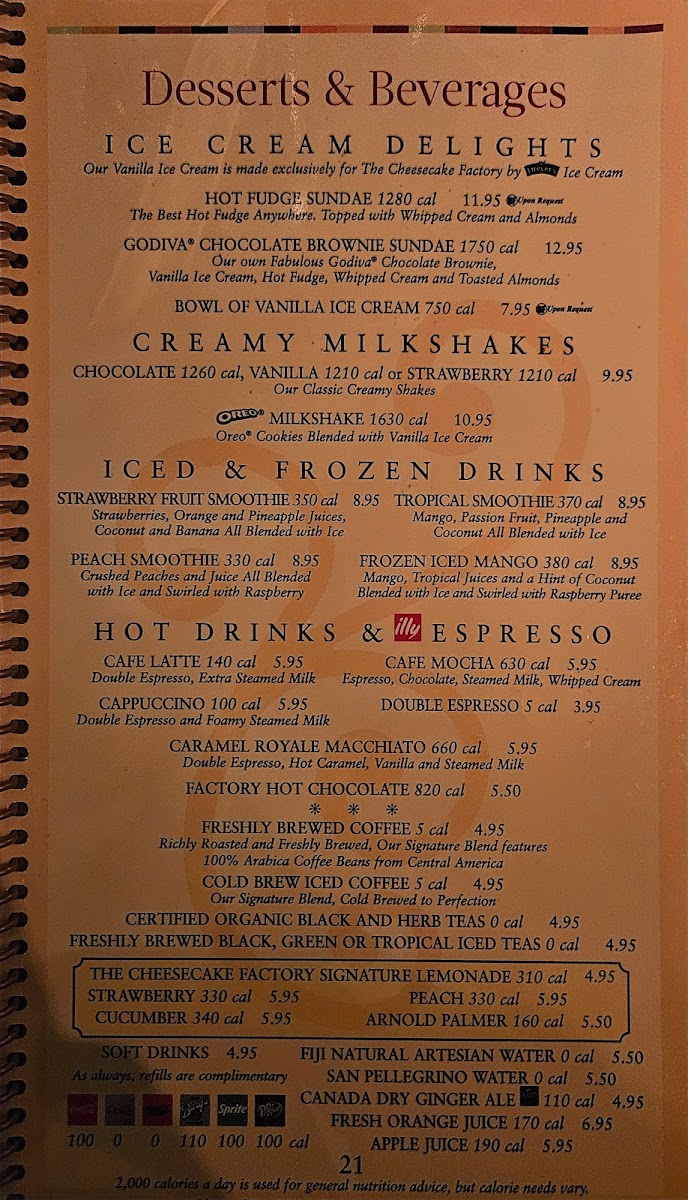 Desserts & Beverages
ICE CREAM DELIGHTS
Our Vanilla Ice Cream is made exclusively for The Cheesecake Factory by Dreyer's Ice Cream
HOT FUDGE SUNDAE 1280 cal 11.95 Upon Request
The Best Hot Fudge Anywhere. Topped with Whipped Cream and Almonds
GODIVA® CHOCOLATE BROWNIE SUNDAE 1750 cal 12.95
Our own Fabulous Godiva® Chocolate Brownie,
Vanilla Ice Cream, Hot Fudge, Whipped Cream and Toasted Almonds
BOWL OF VANILLA ICE CREAM 750 cal 7.95 Upon Request
CREAMY MILKSHAKES
CHOCOLATE 1260 cal, VANILLA 1210 cal or STRAWBERRY 1210 cal 9.95
Our Classic Creamy Shakes
OREO® MILKSHAKE 1630 cal 10.95
Oreo® Cookies Blended with Vanilla Ice Cream
ICED & FROZEN DRINKS
STRAWBERRY FRUIT SMOOTHIE 350 cal 8.95
Strawberries, Orange and Pineapple Juices,
Coconut and Banana All Blended with Ice
TROPICAL SMOOTHIE 370 cal 8.95
Mango, Passion Fruit, Pineapple and
Coconut All Blended with Ice
PEACH SMOOTHIE 330 cal 8.95
Crushed Peaches and Juice All Blended
with Ice and Swirled with Raspberry
FROZEN ICED MANGO 380 cal 8.95
Mango, Tropical Juices and a Hint of Coconut
Blended with Ice and Swirled with Raspberry Puree
HOT DRINKS & illy ESPRESSO
CAFE LATTE 140 cal 5.95
Double Espresso, Extra Steamed Milk
CAFE MOCHA 630 cal 5.95
Espresso, Chocolate, Steamed Milk, Whipped Cream
CAPPUCCINO 100 cal 5.95
Double Espresso and Foamy Steamed Milk
DOUBLE ESPRESSO 5 cal 3.95
CARAMEL ROYALE MACCHIATO 660 cal 5.95
Double Espresso, Hot Caramel, Vanilla and Steamed Milk
FACTORY HOT CHOCOLATE 820 cal 5.50
* * *
FRESHLY BREWED COFFEE 5 cal 4.95
Richly Roasted and Freshly Brewed, Our Signature Blend features
100% Arabica Coffee Beans from Central America
COLD BREW ICED COFFEE 5 cal 4.95
Our Signature Blend, Cold Brewed to Perfection
CERTIFIED ORGANIC BLACK AND HERB TEAS 0 cal 4.95
FRESHLY BREWED BLACK, GREEN OR TROPICAL ICED TEAS 0 cal 4.95
THE CHEESECAKE FACTORY SIGNATURE LEMONADE 310 cal 4.95
STRAWBERRY 330 cal 5.95 PEACH 330 cal 5.95
CUCUMBER 340 cal 5.95 ARNOLD PALMER 160 cal 5.50
SOFT DRINKS 4.95
As always, refills are complimentary
Sprite
100 0 0 110 100 100 cal
FIJI NATURAL ARTESIAN WATER 0 cal 5.50
SAN PELLEGRINO WATER 0 cal 5.50
CANADA DRY GINGER ALE 110 cal 4.95
FRESH ORANGE JUICE 170 cal 6.95
APPLE JUICE 190 cal 5.95
21
2,000 calories a day is used for general nutrition advice, but calorie needs vary.